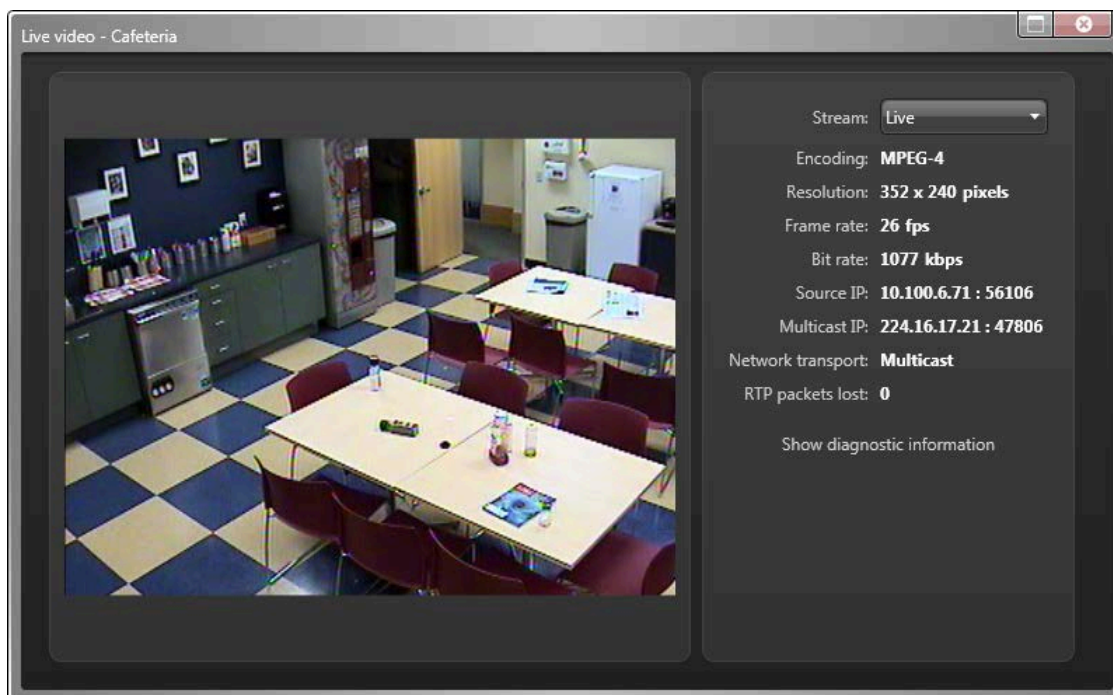 Live video - Cafeteria
Stream: Live
Encoding: MPEG-4
Resolution: 352 x 240 pixels
Frame rate: 26 fps
Bit rate: 1077 kbps
Source IP: 10.100.6.71 : 56106
Multicast IP: 224.16.17.21 : 47806
Network transport: Multicast
RTP packets lost: 0
Show diagnostic information